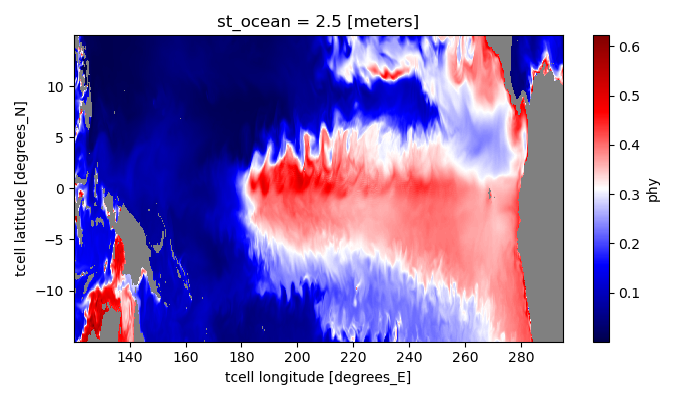 st_ocean = 2.5 [meters]
10
5
0
−5
−10
tcell latitude [degrees_N]
140 160 180 200 220 240 260 280
tcell longitude [degrees_E]
0.6
0.5
0.4
0.3
0.2
0.1
phy